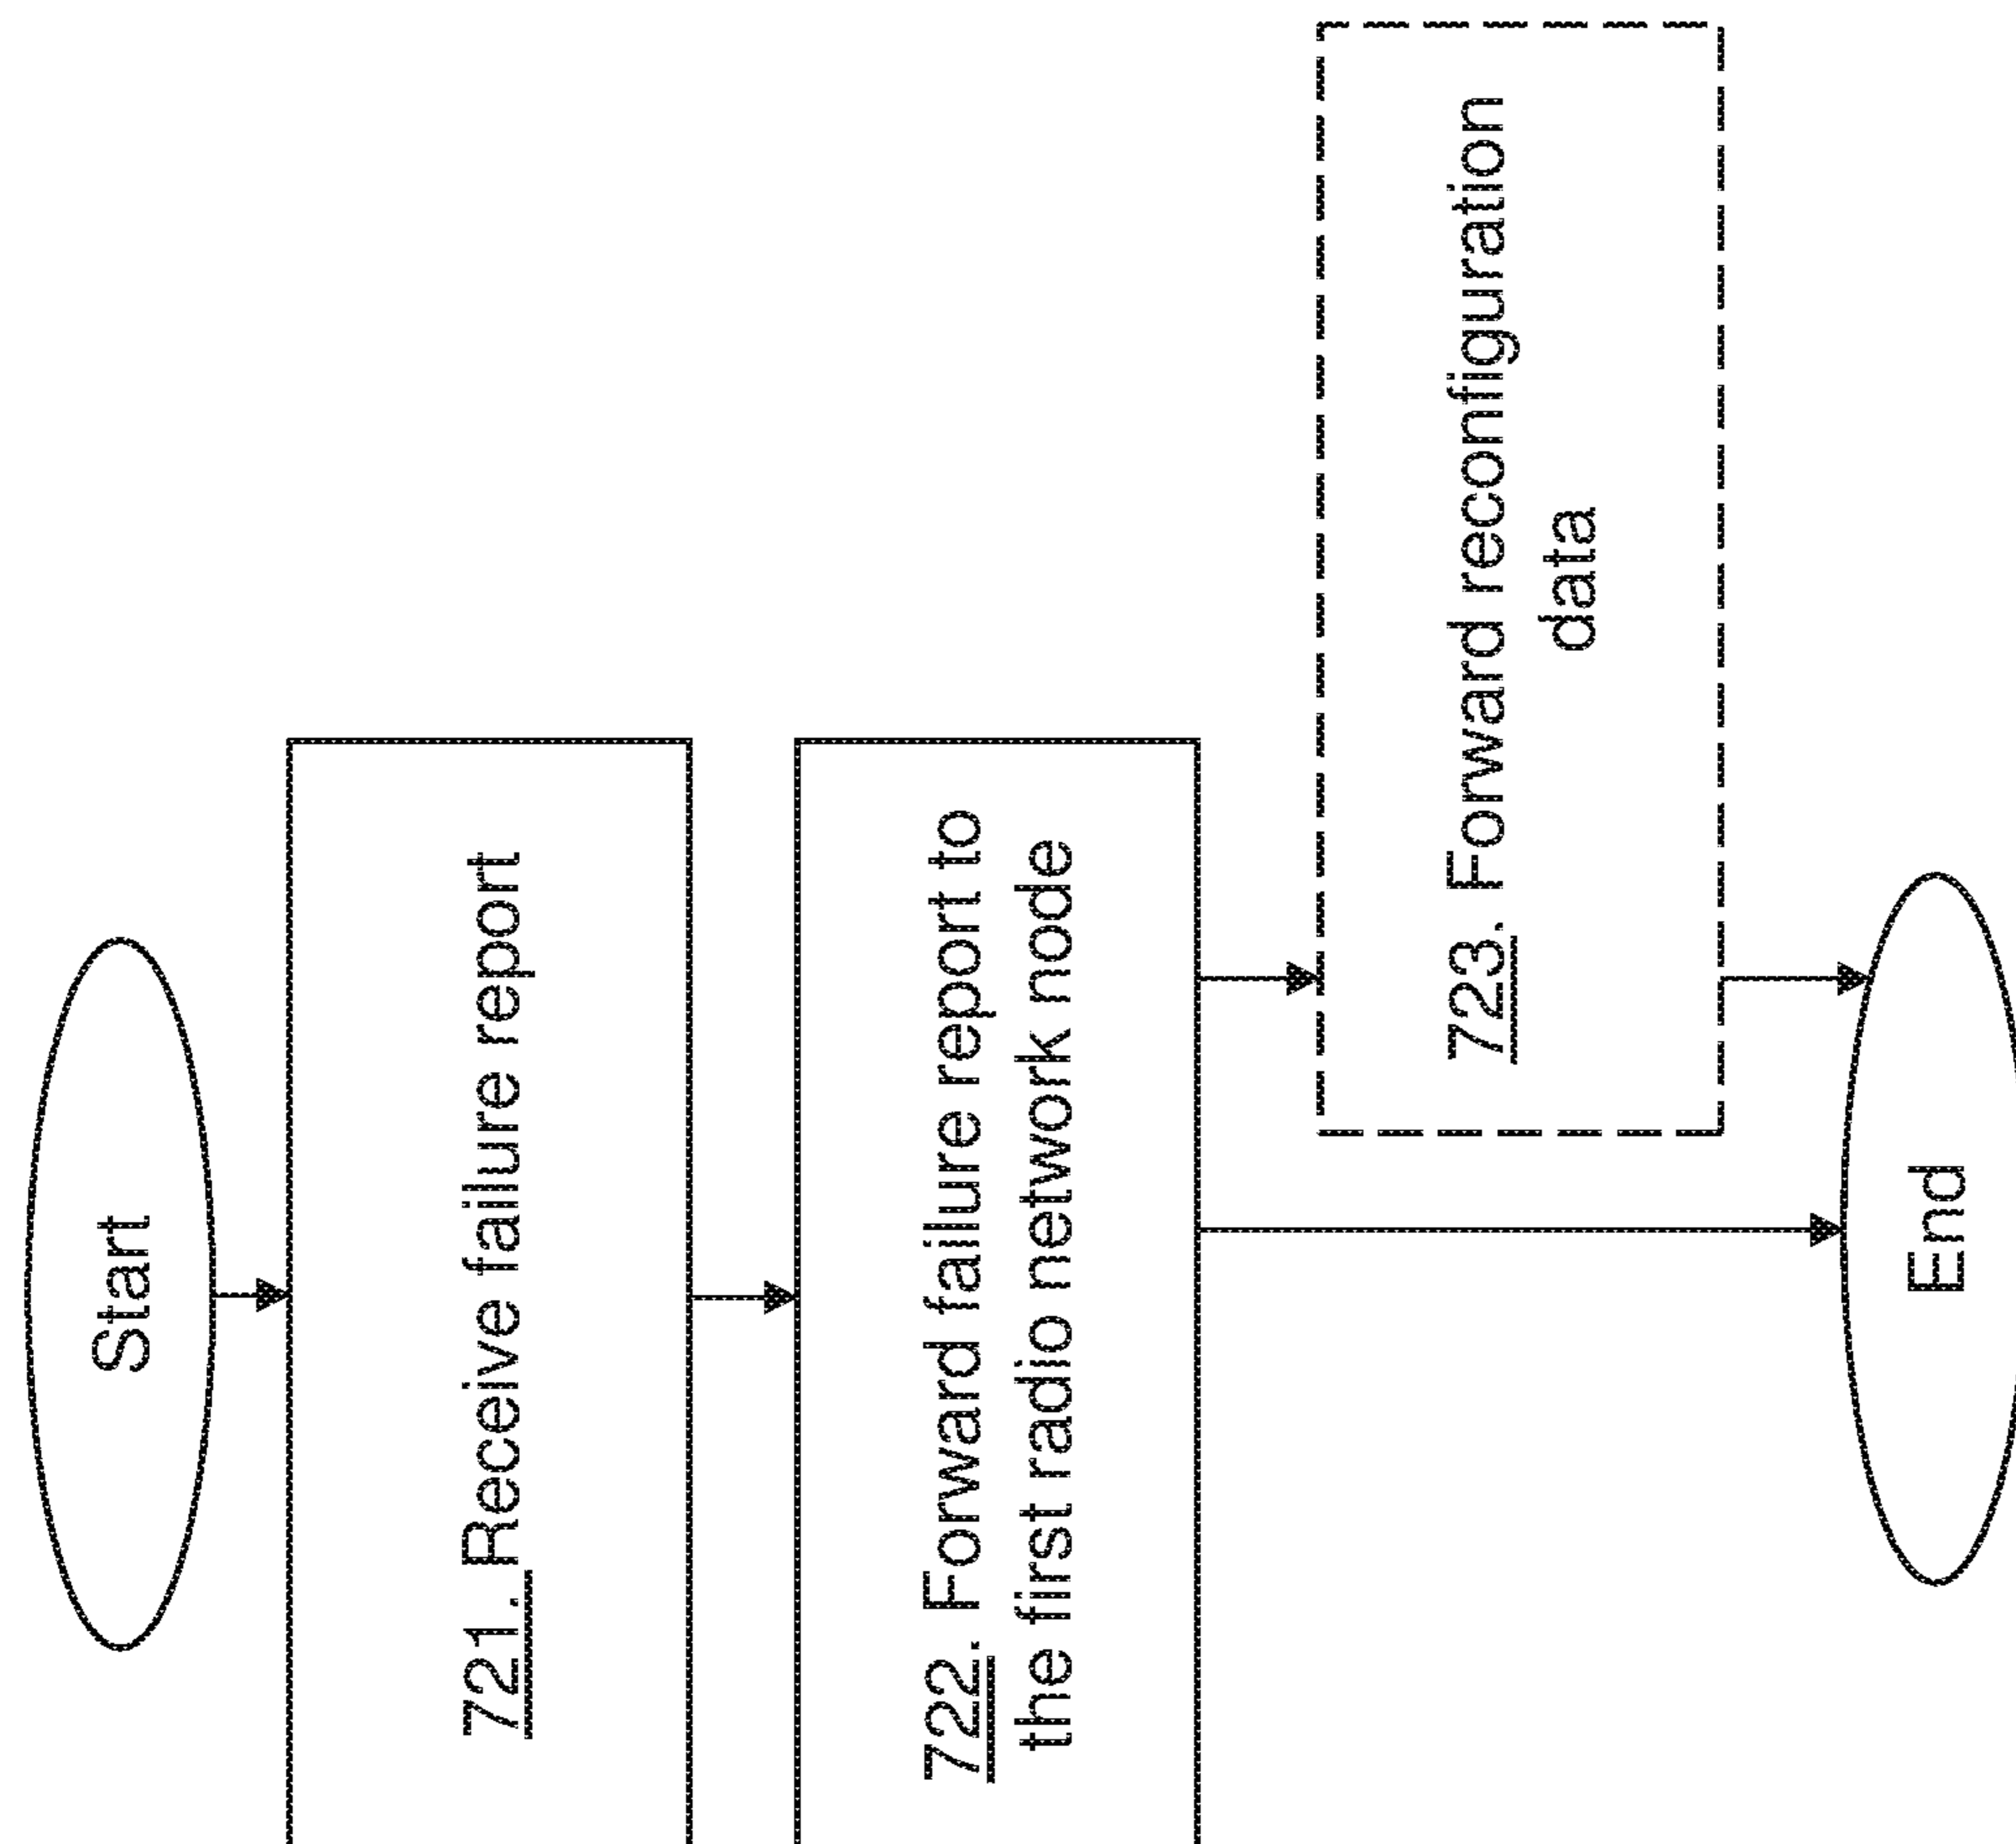 Start
721. Receive failure report
722. Forward failure report to
the first radio network node
723. Forward reconfiguration
data
End